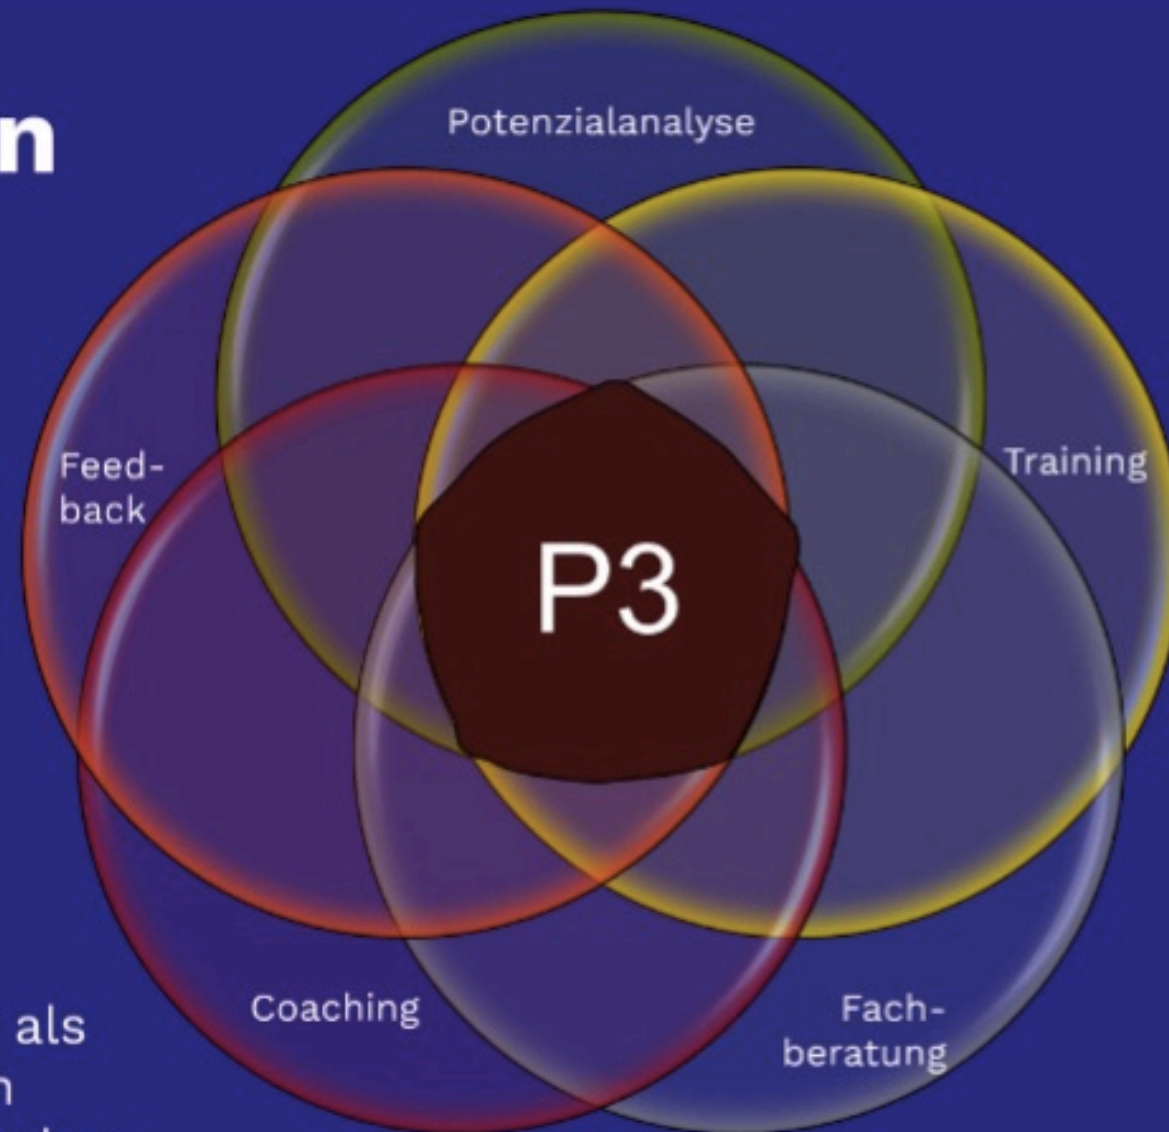 n
Potenzialanalyse
Feed-
back
Training
P3
Coaching
Fach-
beratung
als
n